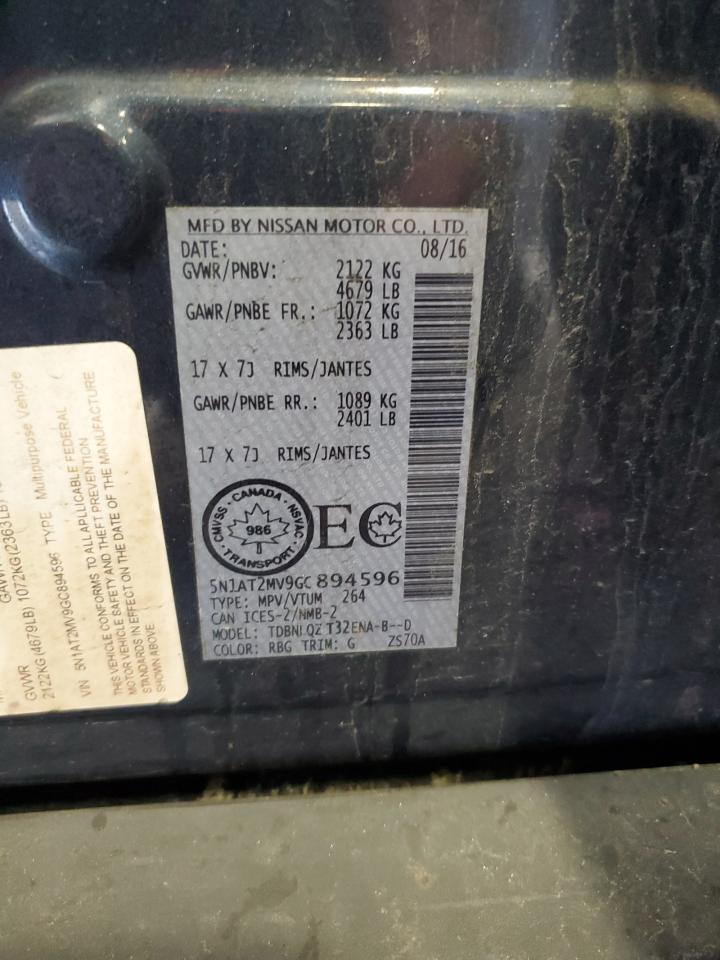 MFD BY NISSAN MOTOR CO., LTD.
DATE: 08/16
GVWR/PNBV: 2122 KG
4679 LB
GAWR/PNBE FR.: 1072 KG
2363 LB
17 X 7J RIMS/JANTES
GAWR/PNBE RR.: 1089 KG
2401 LB
17 X 7J RIMS/JANTES
CMVSS · CANADA · NSVAC
986
TRANSPORT
EC
5N1AT2MV9GC894596
TYPE: MPV/VTUM 264
CAN ICES-2/NMB-2
MODEL: TDBNLQZ T32ENA-B--D
COLOR: RBG TRIM: G ZS70A
GVWR
2122KG (4679LB) 1072KG(2363LB)
VIN 5N1AT2MV9GC894596 TYPE Multipurpose Vehicle
THIS VEHICLE CONFORMS TO ALL APLLICABLE FEDERAL
MOTOR VEHICLE SAFETY AND THEFT PREVENTION
STANDARDS IN EFFECT ON THE DATE OF THE MANUFACTURE
SHOWN ABOVE.